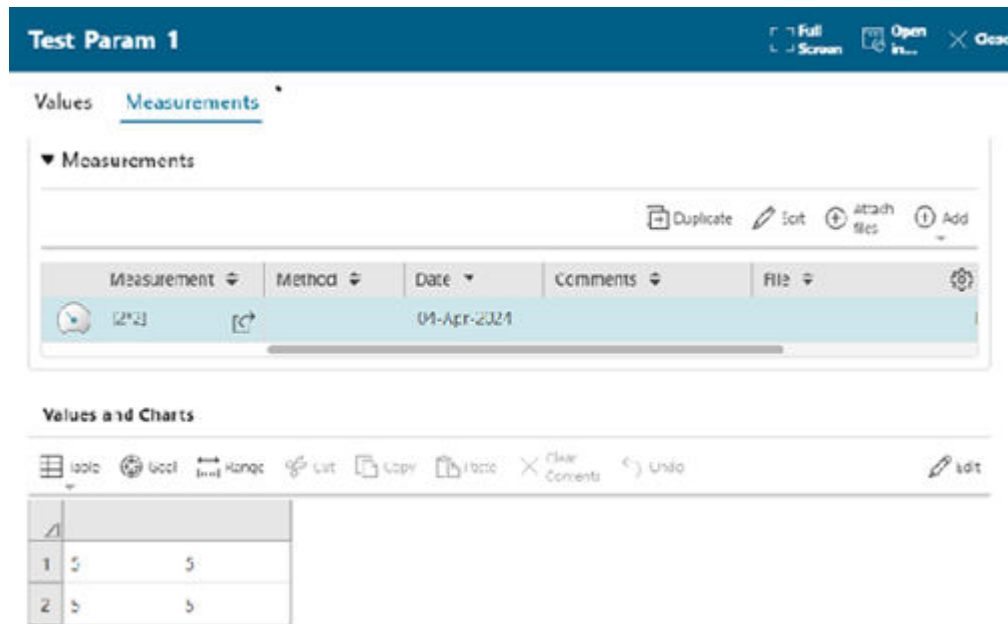 Test Param 1
Full Screen
Open in...
Close
Values Measurements
Measurements
Duplicate Edit Attach files Add
Measurement Method Date Comments File
[2*2] 04-Apr-2024
Values and Charts
Table Goal Range Cut Copy Paste Clear Contents Undo Edit
1 5 5
2 5 5